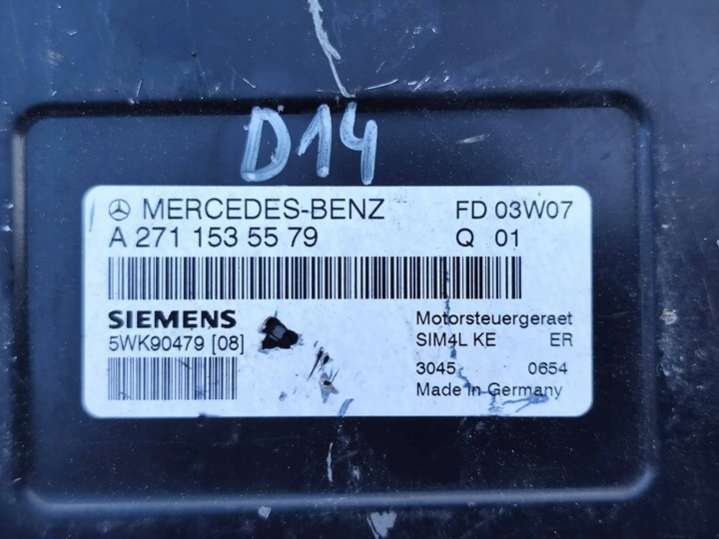 D14
MERCEDES-BENZ FD 03W07
A 271 153 55 79 Q 01
SIEMENS Motorsteuergeraet
5WK90479 [08] SIM4L KE ER
3045 0654
Made in Germany